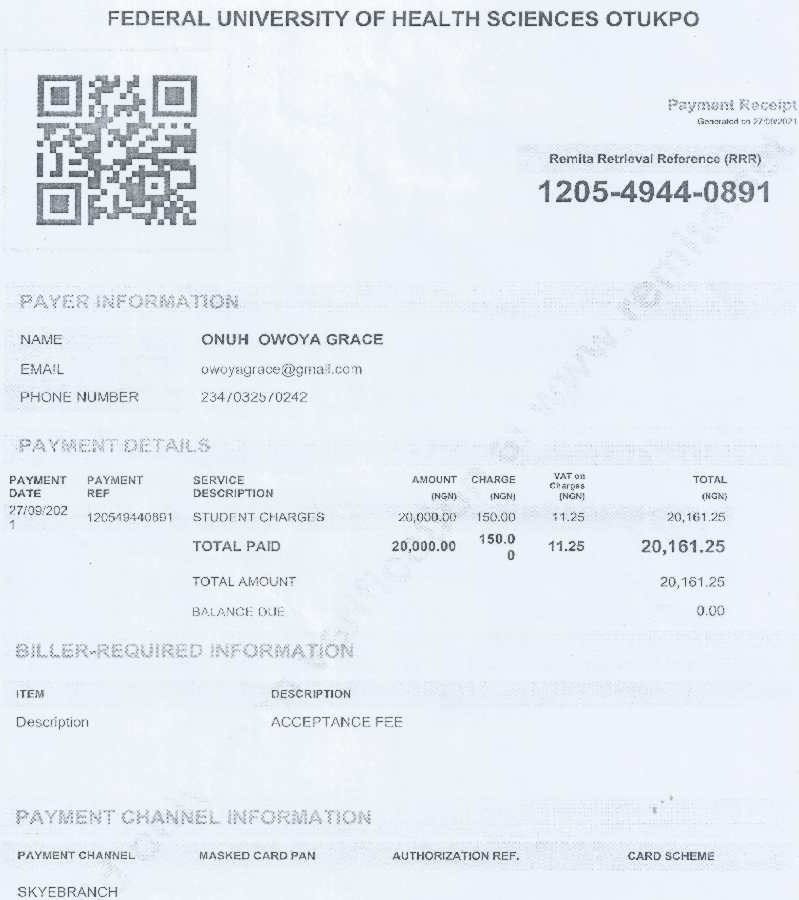 FEDERAL UNIVERSITY OF HEALTH SCIENCES OTUKPO
Payment Receipt
Generated on 27/09/2021
Remita Retrieval Reference (RRR)
1205-4944-0891
PAYER INFORMATION
NAME ONUH OWOYA GRACE
EMAIL owoyagrace@gmail.com
PHONE NUMBER 2347032570242
PAYMENT DETAILS
PAYMENT DATE PAYMENT REF SERVICE DESCRIPTION AMOUNT (NGN) CHARGE (NGN) VAT on Charges (NGN) TOTAL (NGN)
27/09/2021 120549440891 STUDENT CHARGES 20,000.00 150.00 11.25 20,161.25
TOTAL PAID 20,000.00 150.00 11.25 20,161.25
TOTAL AMOUNT 20,161.25
BALANCE DUE 0.00
BILLER-REQUIRED INFORMATION
ITEM DESCRIPTION
Description ACCEPTANCE FEE
PAYMENT CHANNEL INFORMATION
PAYMENT CHANNEL MASKED CARD PAN AUTHORIZATION REF. CARD SCHEME
SKYEBRANCH